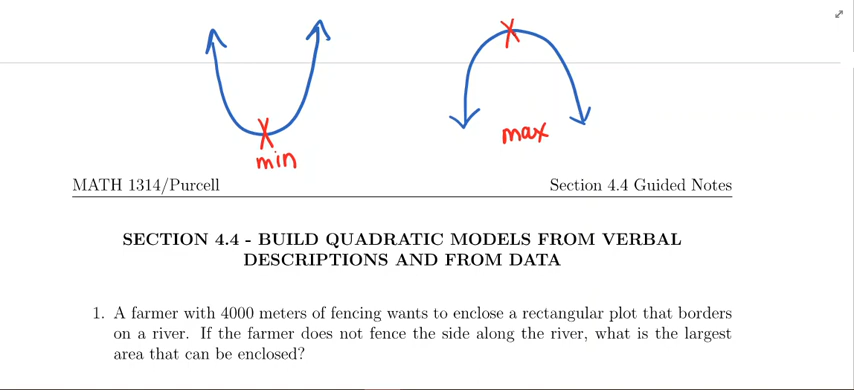 min
max
MATH 1314/Purcell
Section 4.4 Guided Notes
SECTION 4.4 - BUILD QUADRATIC MODELS FROM VERBAL
DESCRIPTIONS AND FROM DATA
1. A farmer with 4000 meters of fencing wants to enclose a rectangular plot that borders
on a river. If the farmer does not fence the side along the river, what is the largest
area that can be enclosed?